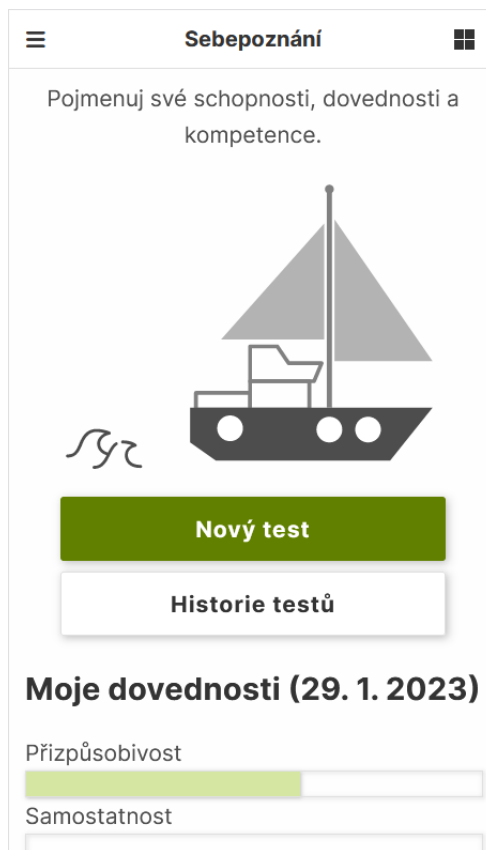 Sebepoznání
Pojmenuj své schopnosti, dovednosti a
kompetence.
Nový test
Historie testů
Moje dovednosti (29. 1. 2023)
Přizpůsobivost
Samostatnost